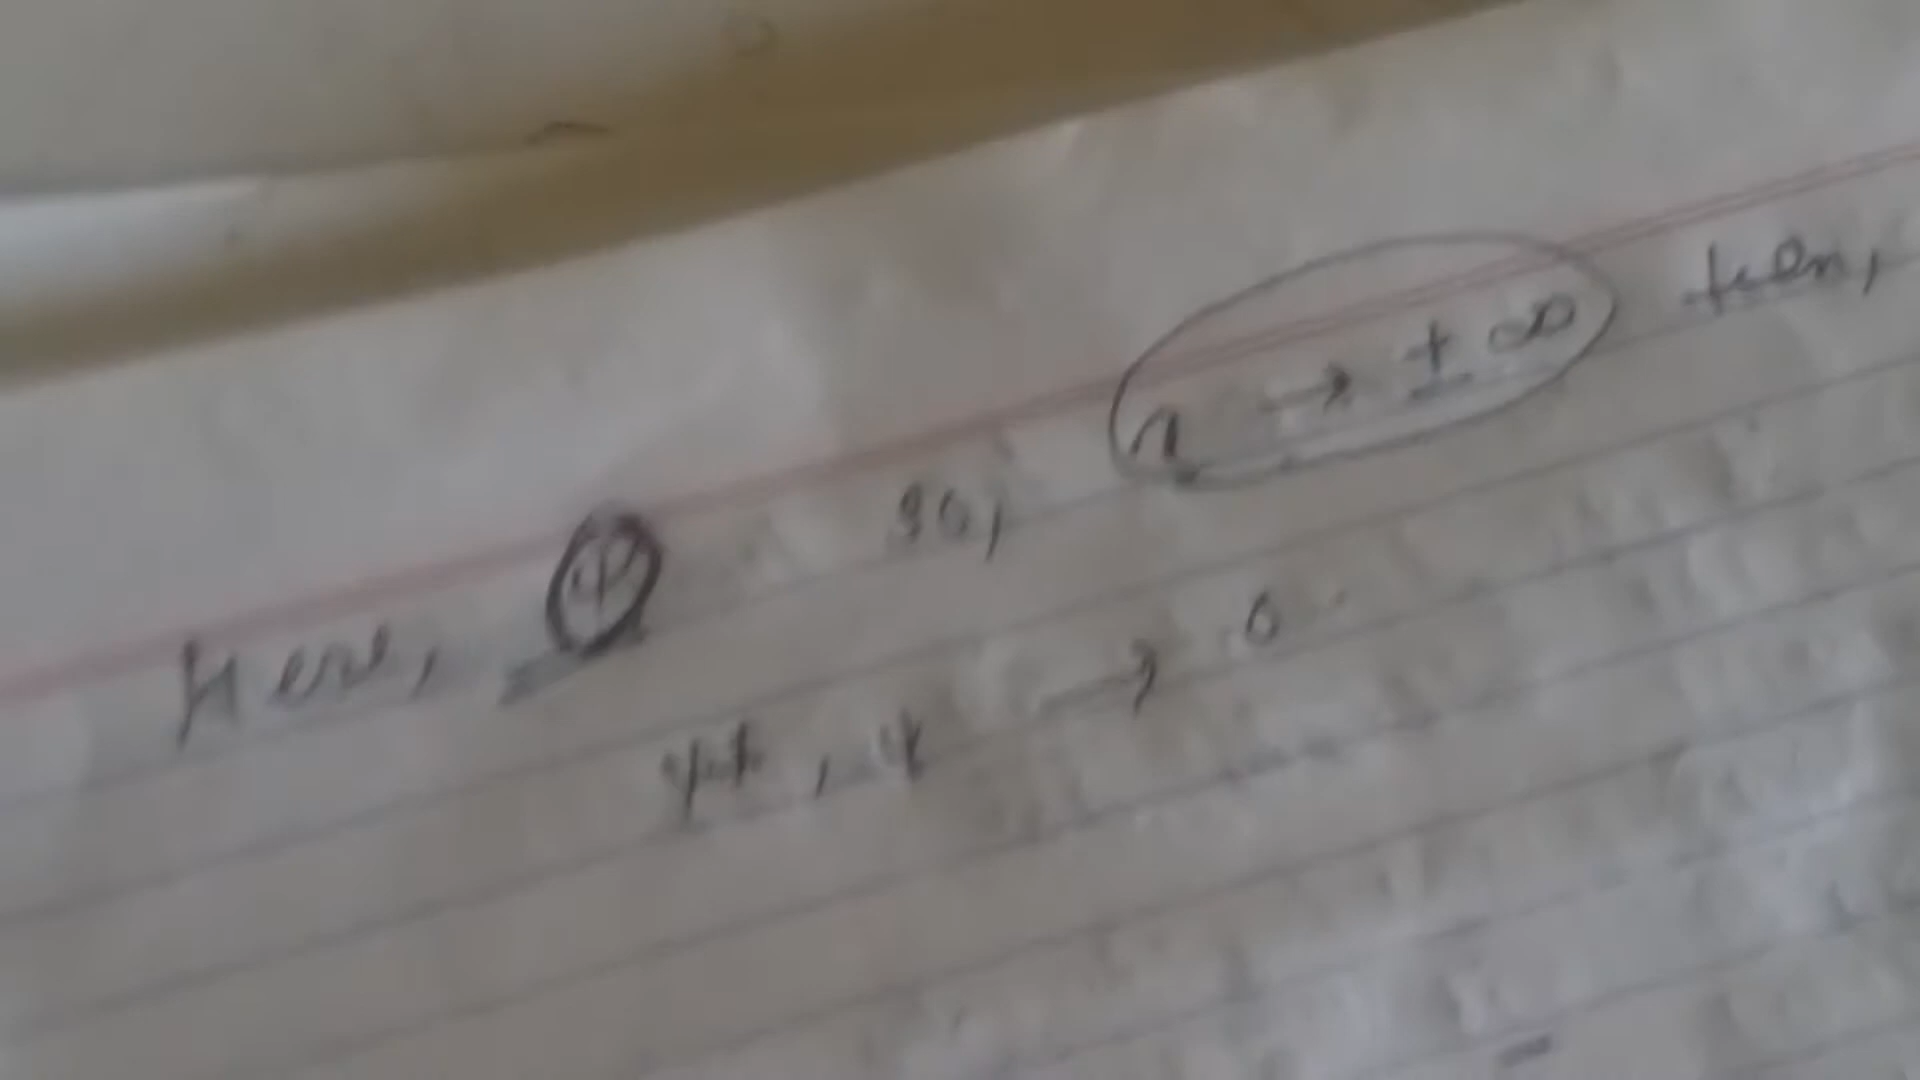 Here, ψ so, x → ± ∞ then,
ψ* , ψ → 0